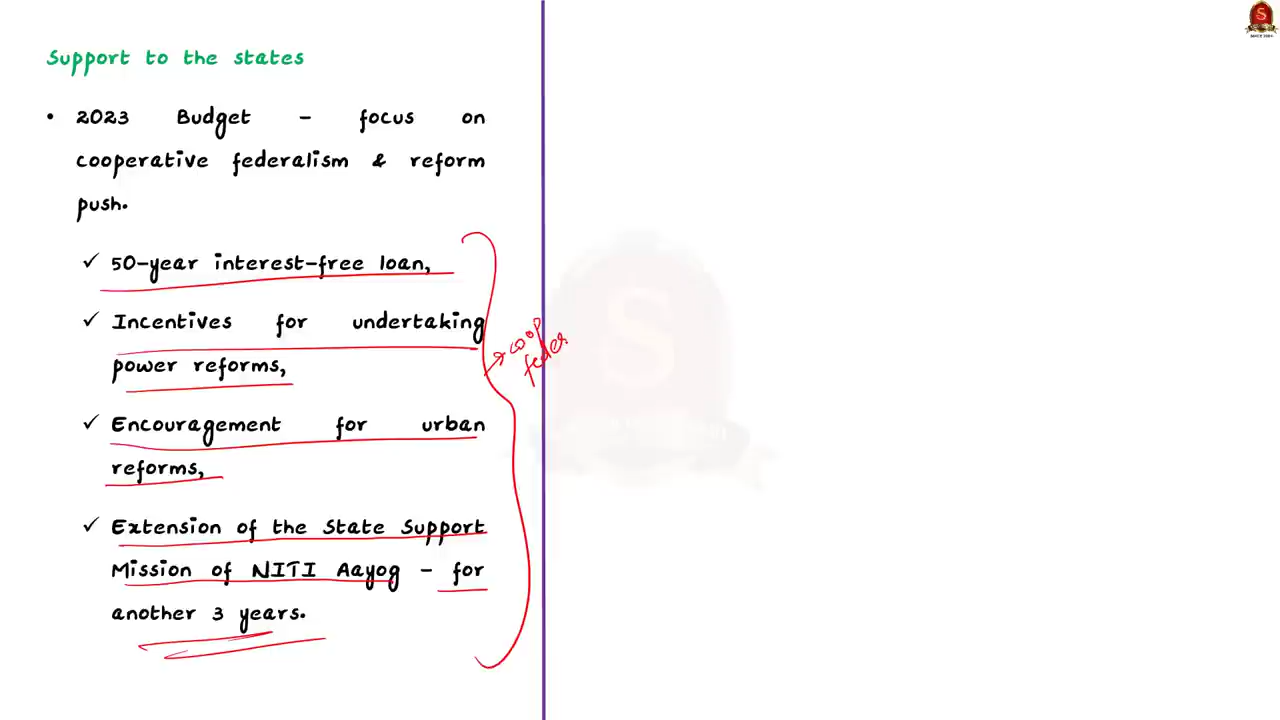 Support to the states
• 2023 Budget – focus on
cooperative federalism & reform
push.
✓ 50-year interest-free loan,
✓ Incentives for undertaking
power reforms,
✓ Encouragement for urban
reforms,
✓ Extension of the State Support
Mission of NITI Aayog – for
another 3 years.
→ coop
feder
S